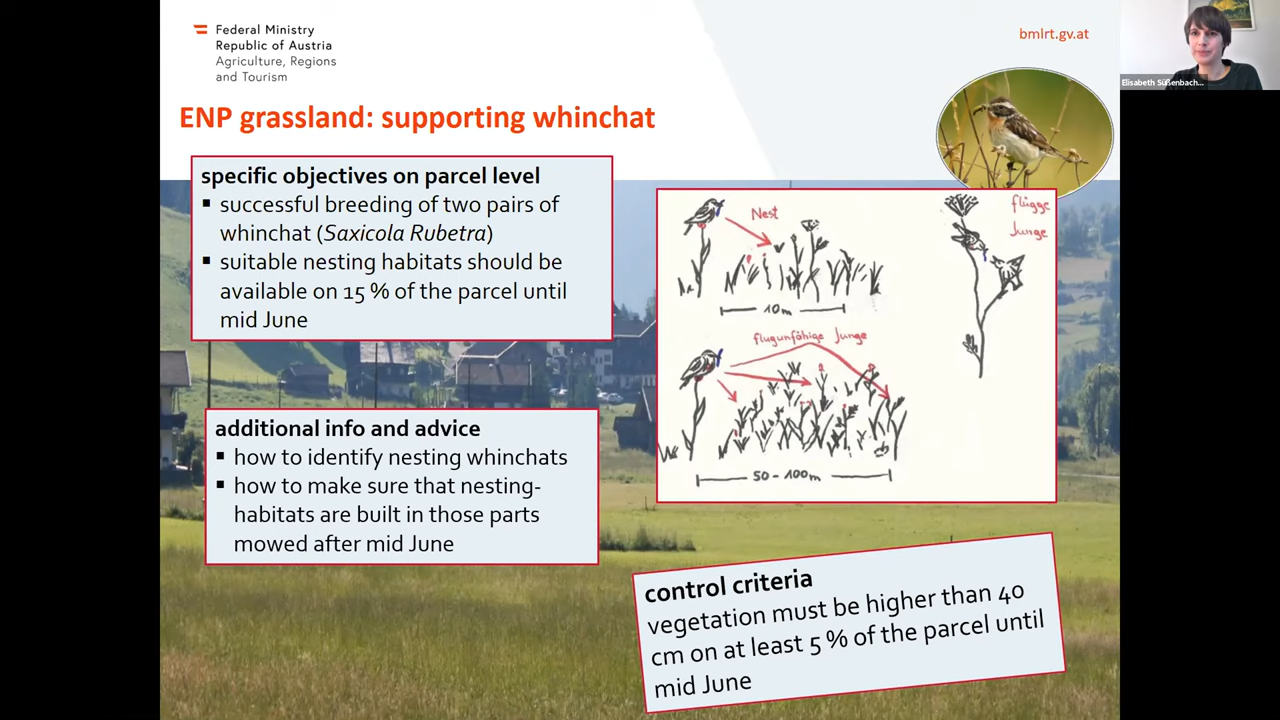 Federal Ministry
Republic of Austria
Agriculture, Regions
and Tourism
bmlrt.gv.at
Elisabeth Süßenbach...
ENP grassland: supporting whinchat
specific objectives on parcel level
▪ successful breeding of two pairs of
whinchat (Saxicola Rubetra)
▪ suitable nesting habitats should be
available on 15 % of the parcel until
mid June
additional info and advice
▪ how to identify nesting whinchats
▪ how to make sure that nesting-
habitats are built in those parts
mowed after mid June
Nest
flügge
Junge
10m
flugunfähige Junge
50-100m
control criteria
vegetation must be higher than 40
cm on at least 5 % of the parcel until
mid June